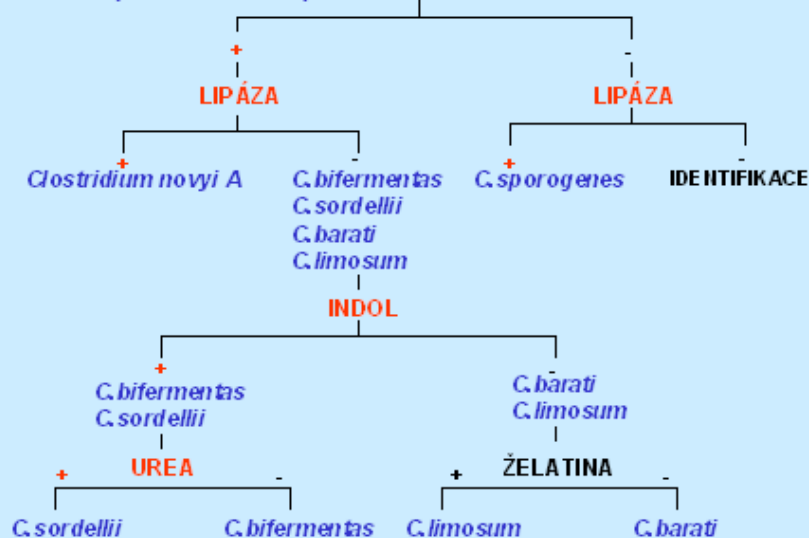 + -
LIPÁZA LIPÁZA
+ - + -
Clostridium novyi A C.bifermentas C.sporogenes IDENTIFIKACE
C.sordellii
C.barati
C.limosum
INDOL
+ -
C.bifermentas C.barati
C.sordellii C.limosum
+ UREA - + ŽELATINA -
C.sordellii C.bifermentas C.limosum C.barati